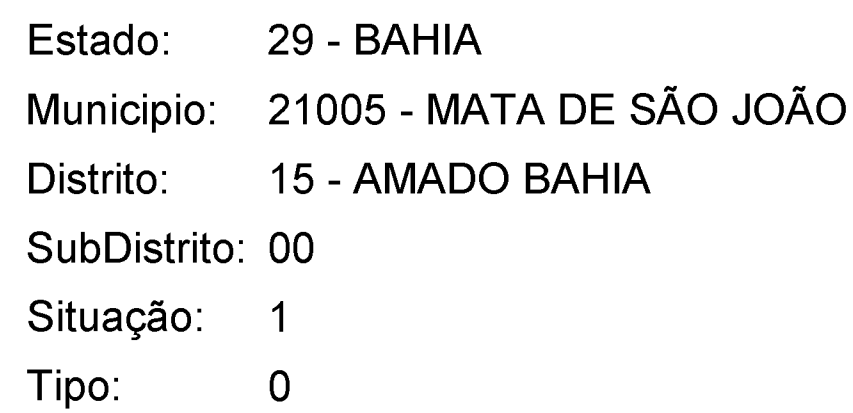 Estado: 29 - BAHIA
Municipio: 21005 - MATA DE SÃO JOÃO
Distrito: 15 - AMADO BAHIA
SubDistrito: 00
Situação: 1
Tipo: 0